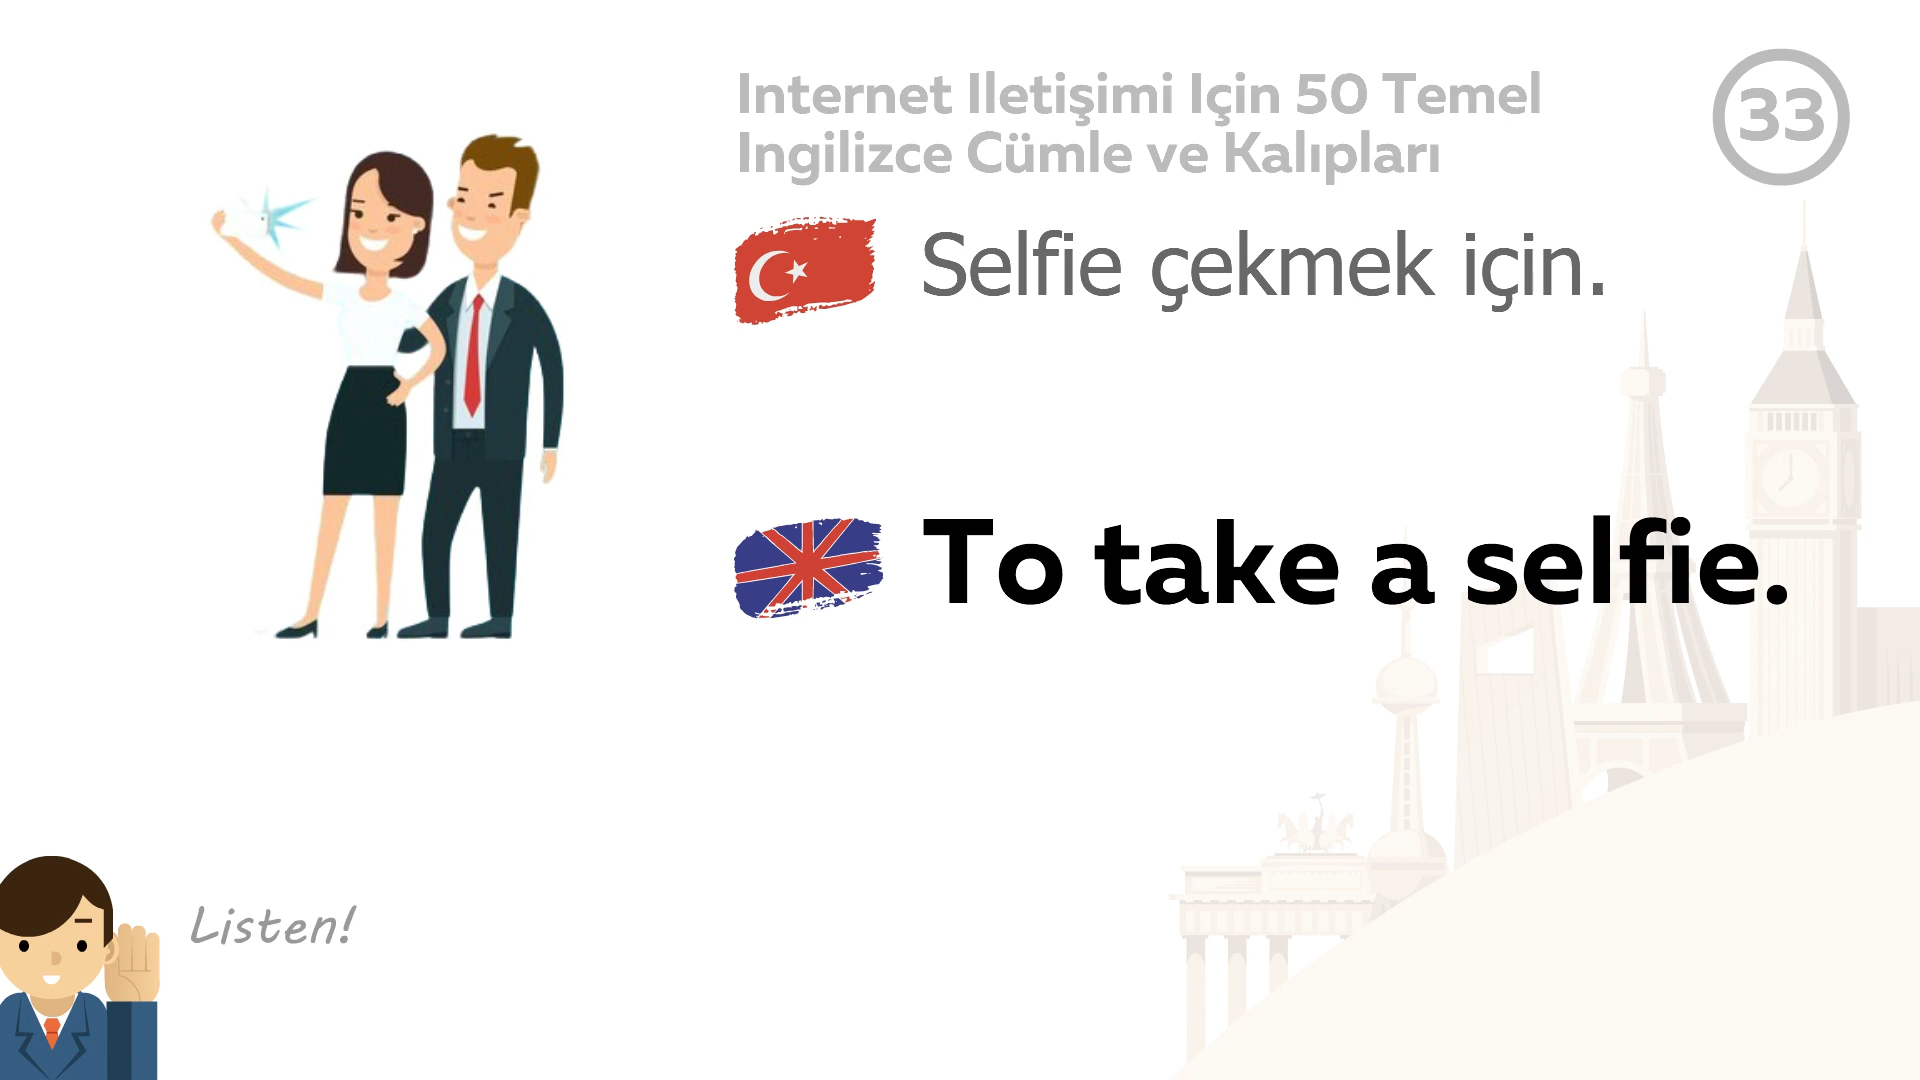 Internet Iletişimi Için 50 Temel
Ingilizce Cümle ve Kalıpları
33
Selfie çekmek için.
To take a selfie.
Listen!